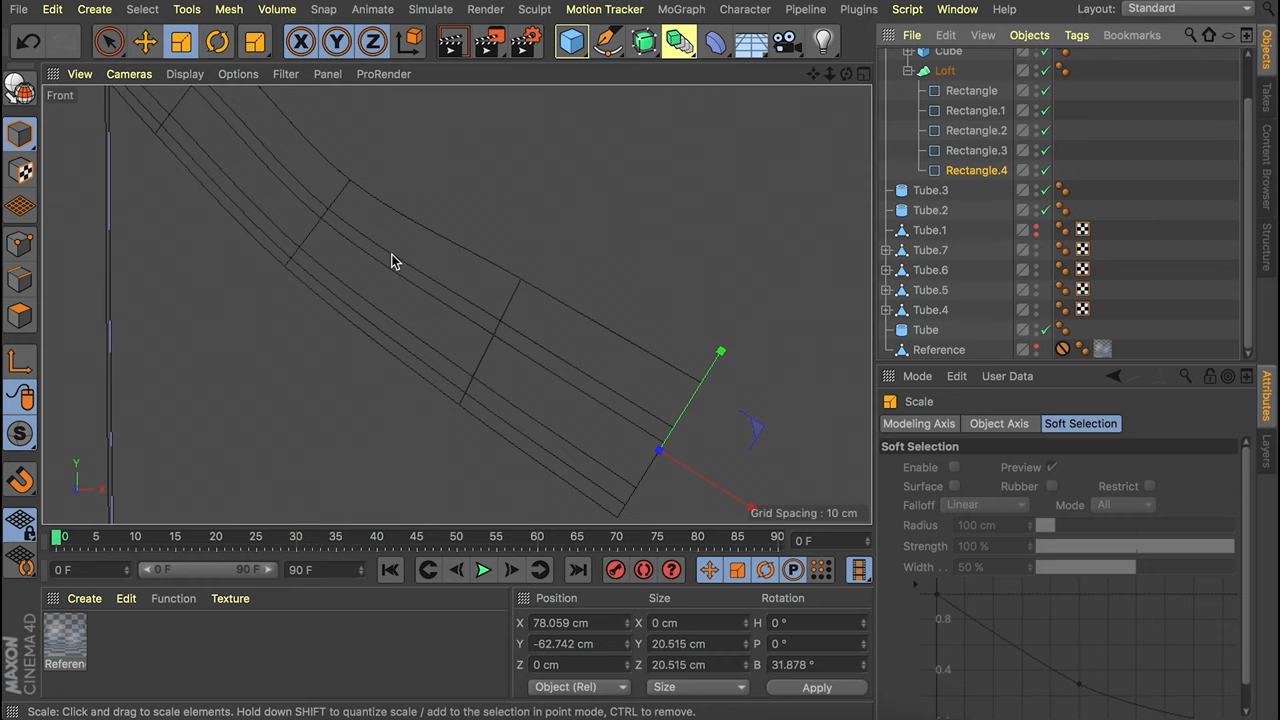 File Edit Create Select Tools Mesh Volume Snap Animate Simulate Render Sculpt Motion Tracker MoGraph Character Pipeline Plugins Script Window Help Layout: Standard
X Y Z
File Edit View Objects Tags Bookmarks
View Cameras Display Options Filter Panel ProRender
Front
Cube
Loft
Rectangle
Rectangle.1
Rectangle.2
Rectangle.3
Rectangle.4
Tube.3
Tube.2
Tube.1
Tube.7
Tube.6
Tube.5
Tube.4
Tube
Reference
Objects
Takes
Content Browser
Structure
Mode Edit User Data
Scale
Modeling Axis Object Axis Soft Selection
Soft Selection
Enable Preview
Surface Rubber Restrict
Falloff Linear Mode All
Radius 100 cm
Strength 100 %
Width 50 %
0.8
0.4
Attributes
Layers
Y
X
Grid Spacing : 10 cm
0 5 10 15 20 25 30 35 40 45 50 55 60 65 70 75 80 85 90 0 F
0 F 0 F 90 F 90 F
Create Edit Function Texture
Referen
Position Size Rotation
X 78.059 cm X 0 cm H 0 °
Y -62.742 cm Y 20.515 cm P 0 °
Z 0 cm Z 20.515 cm B 31.878 °
Object (Rel) Size Apply
MAXON
CINEMA 4D
Scale: Click and drag to scale elements. Hold down SHIFT to quantize scale / add to the selection in point mode, CTRL to remove.